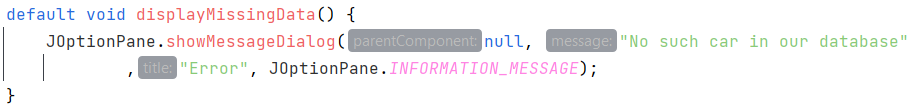 default void displayMissingData() {
JOptionPane.showMessageDialog( parentComponent: null, message: "No such car in our database"
, title: "Error", JOptionPane.INFORMATION_MESSAGE);
}